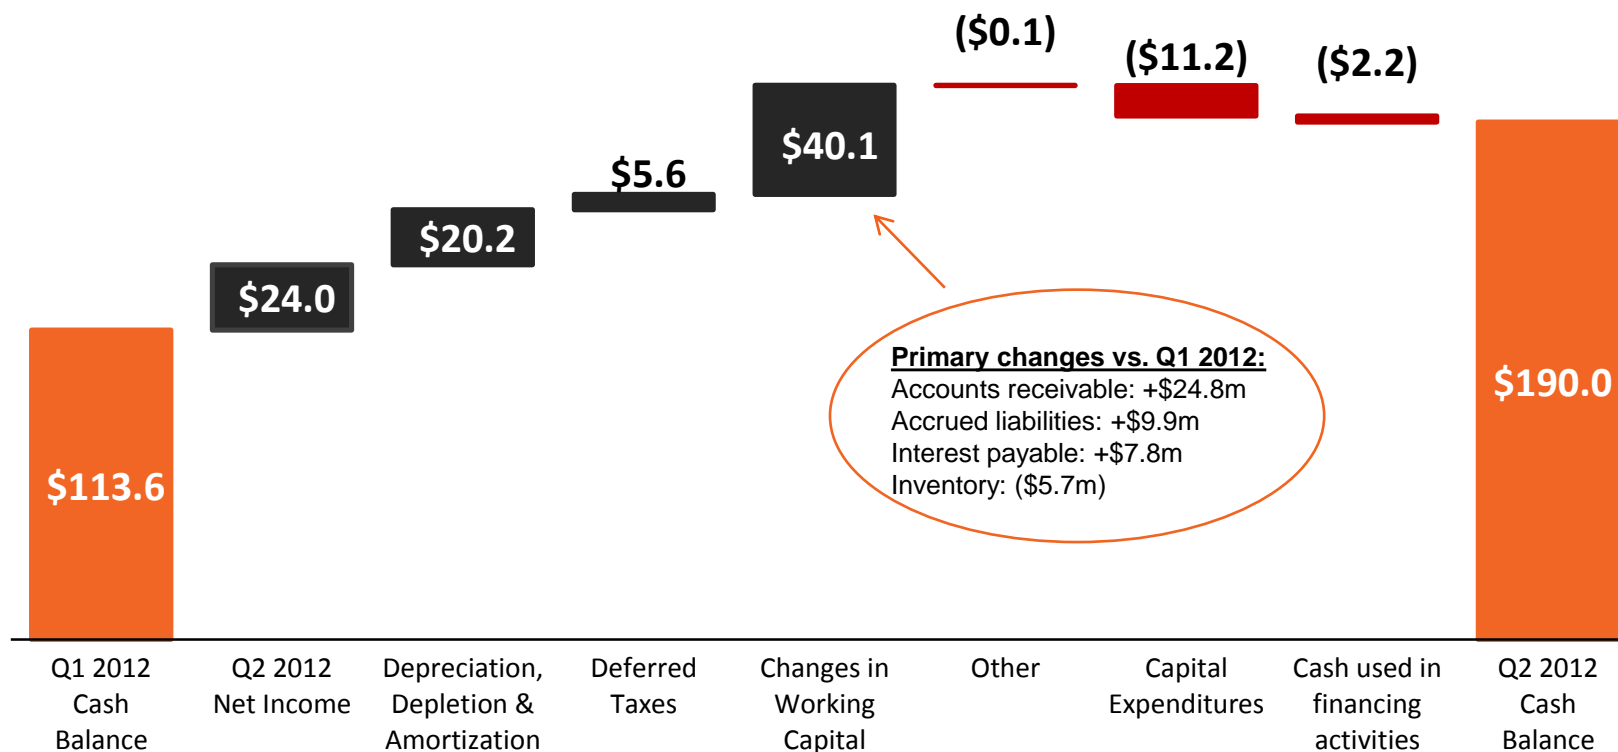 ($0.1)
($11.2)
($2.2)
$40.1
$5.6
$20.2
$24.0
Primary changes vs. Q1 2012:
Accounts receivable: +$24.8m
Accrued liabilities: +$9.9m
Interest payable: +$7.8m
Inventory: ($5.7m)
$190.0
$113.6
Q1 2012
Cash
Balance
Q2 2012
Net Income
Depreciation,
Depletion &
Amortization
Deferred
Taxes
Changes in
Working
Capital
Other
Capital
Expenditures
Cash used in
financing
activities
Q2 2012
Cash
Balance